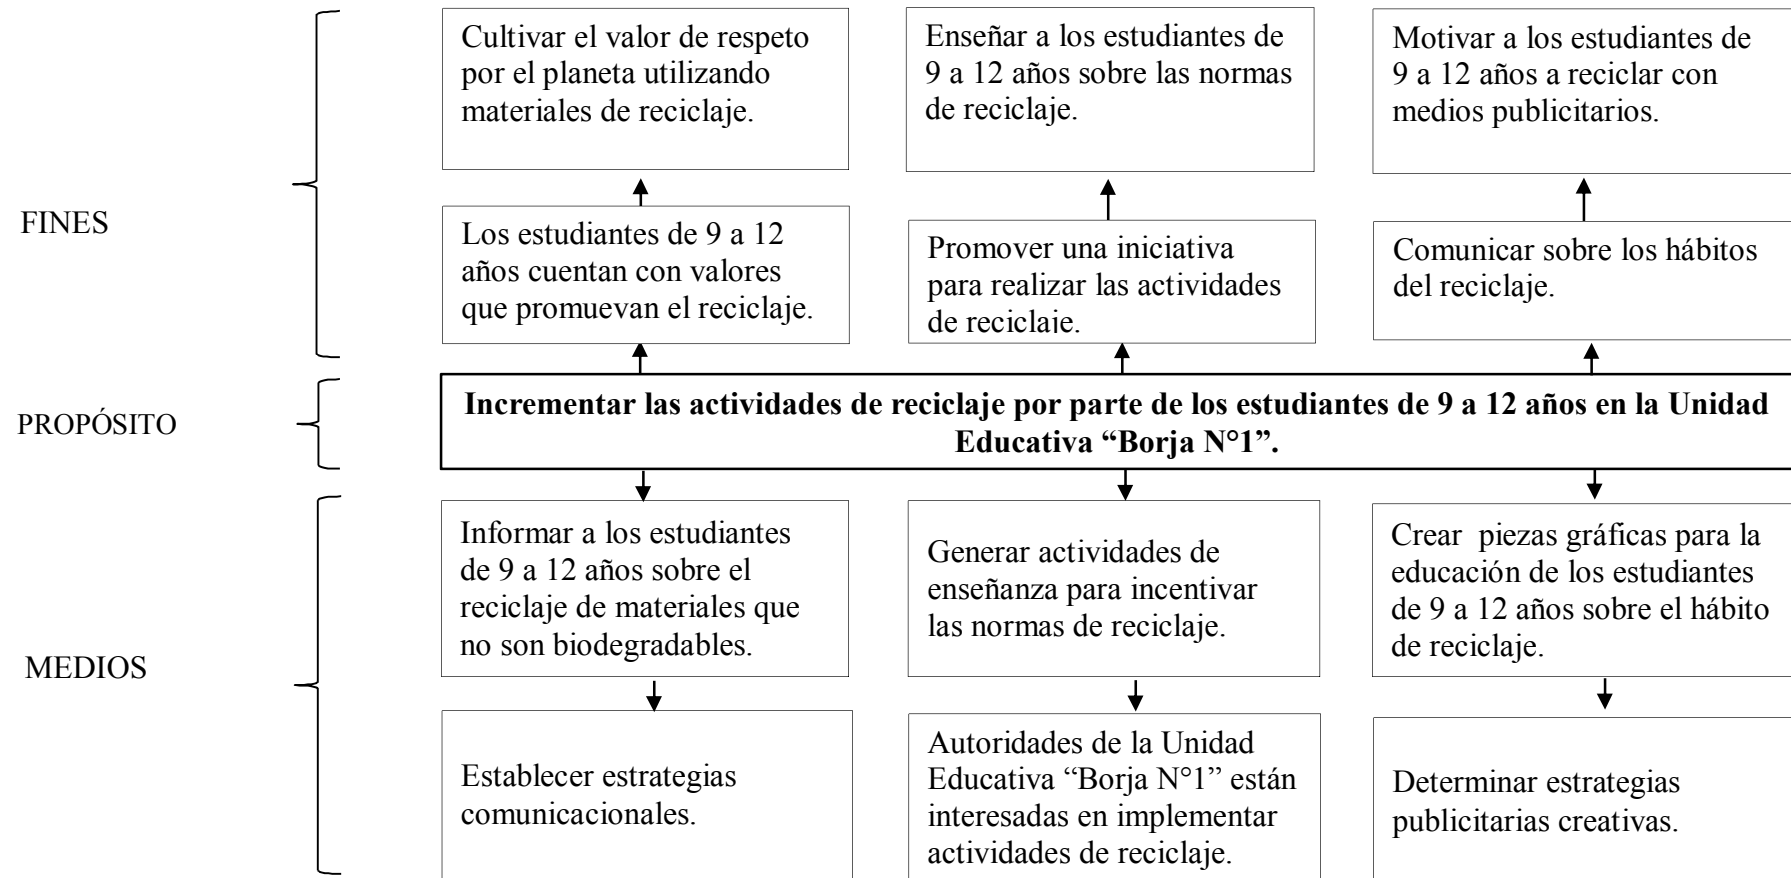 Cultivar el valor de respeto
por el planeta utilizando
materiales de reciclaje.
Enseñar a los estudiantes de
9 a 12 años sobre las normas
de reciclaje.
Motivar a los estudiantes de
9 a 12 años a reciclar con
medios publicitarios.
FINES
Los estudiantes de 9 a 12
años cuentan con valores
que promuevan el reciclaje.
Promover una iniciativa
para realizar las actividades
de reciclaje.
Comunicar sobre los hábitos
del reciclaje.
PROPÓSITO
Incrementar las actividades de reciclaje por parte de los estudiantes de 9 a 12 años en la Unidad
Educativa “Borja N°1”.
MEDIOS
Informar a los estudiantes
de 9 a 12 años sobre el
reciclaje de materiales que
no son biodegradables.
Generar actividades de
enseñanza para incentivar
las normas de reciclaje.
Crear piezas gráficas para la
educación de los estudiantes
de 9 a 12 años sobre el hábito
de reciclaje.
Establecer estrategias
comunicacionales.
Autoridades de la Unidad
Educativa “Borja N°1” están
interesadas en implementar
actividades de reciclaje.
Determinar estrategias
publicitarias creativas.